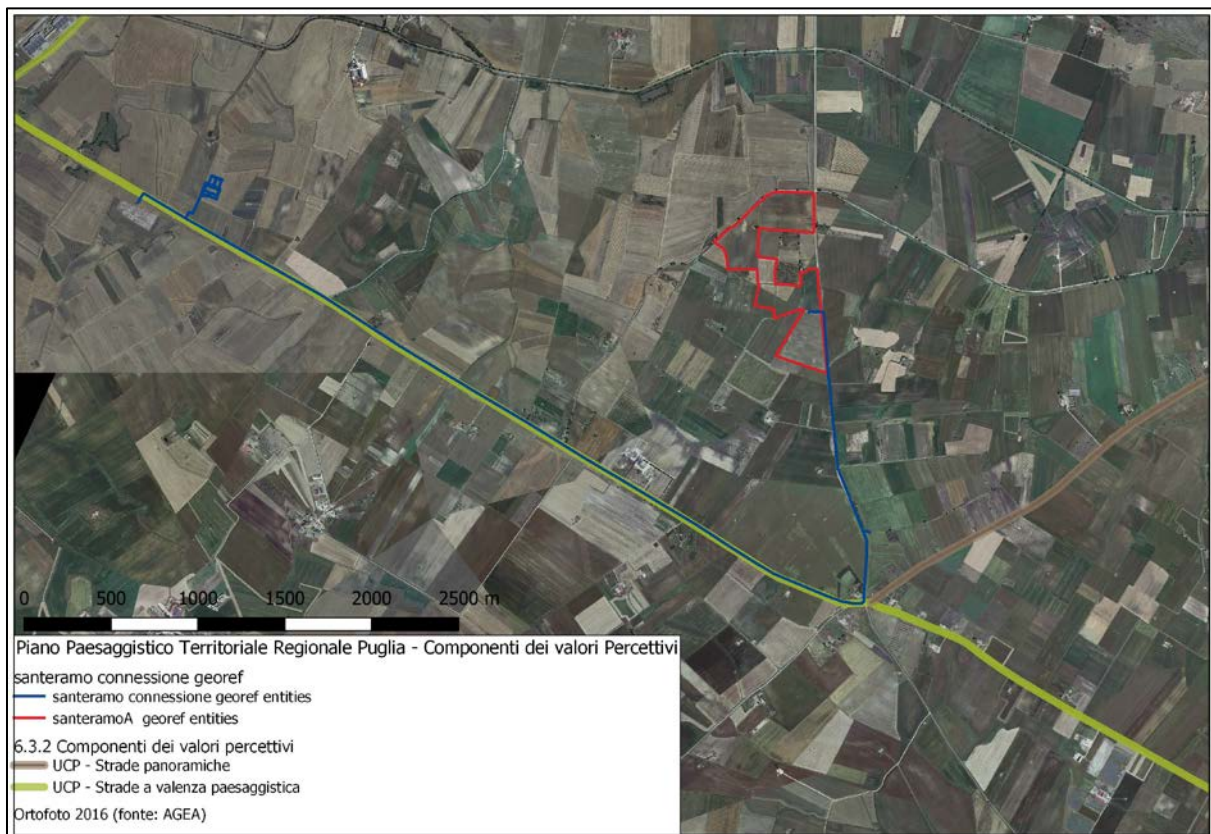 0 500 1000 1500 2000 2500 m
Piano Paesaggistico Territoriale Regionale Puglia - Componenti dei valori Percettivi
santeramo connessione georef
santeramo connessione georef entities
santeramoA georef entities
6.3.2 Componenti dei valori percettivi
UCP - Strade panoramiche
UCP - Strade a valenza paesaggistica
Ortofoto 2016 (fonte: AGEA)